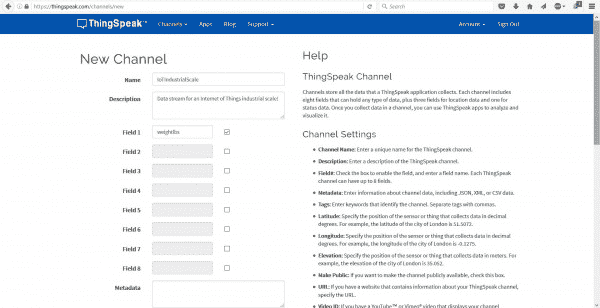 https://thingspeak.com/channels/new
Search
ThingSpeak™
Channels
Apps
Blog
Support
Account
Sign Out
New Channel
Name
IoT Industrial Scale
Description
Data stream for an Internet of Things industrial scale!
Field 1
weightlbs
Field 2
Field 3
Field 4
Field 5
Field 6
Field 7
Field 8
Metadata
Help
ThingSpeak Channel
Channels store all the data that a ThingSpeak application collects. Each channel includes
eight fields that can hold any type of data, plus three fields for location data and one for
status data. Once you collect data in a channel, you can use ThingSpeak apps to analyze and
visualize it.
Channel Settings
• Channel Name: Enter a unique name for the ThingSpeak channel.
• Description: Enter a description of the ThingSpeak channel.
• Field#: Check the box to enable the field, and enter a field name. Each ThingSpeak
channel can have up to 8 fields.
• Metadata: Enter information about channel data, including JSON, XML, or CSV data.
• Tags: Enter keywords that identify the channel. Separate tags with commas.
• Latitude: Specify the position of the sensor or thing that collects data in decimal
degrees. For example, the latitude of the city of London is 51.5072.
• Longitude: Specify the position of the sensor or thing that collects data in decimal
degrees. For example, the longitude of the city of London is -0.1275.
• Elevation: Specify the position of the sensor or thing that collects data in meters. For
example, the elevation of the city of London is 35.052.
• Make Public: If you want to make the channel publicly available, check this box.
• URL: If you have a website that contains information about your ThingSpeak channel,
specify the URL.
• Video ID: If you have a YouTube™ or Vimeo® video that displays your channel